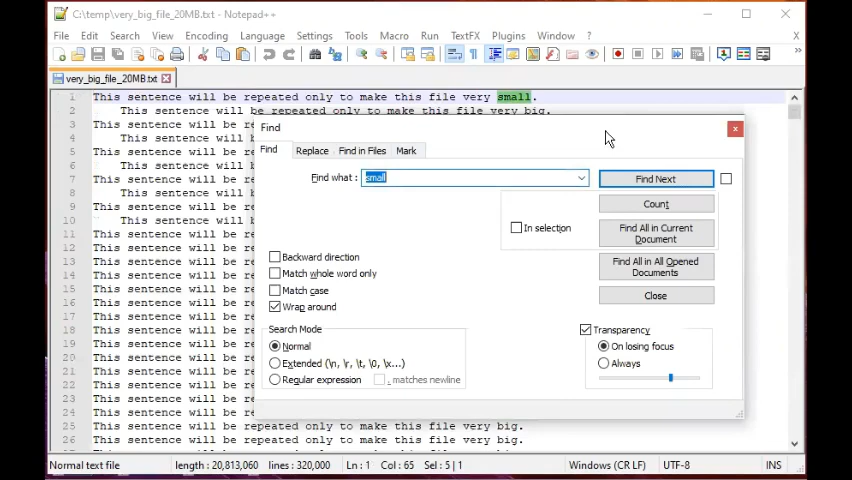 C:\temp\very_big_file_20MB.txt - Notepad++
File Edit Search View Encoding Language Settings Tools Macro Run TextFX Plugins Window ?
X
very_big_file_20MB.txt
1 This sentence will be repeated only to make this file very small.
2 This sentence will be repeated only to make this file very big.
3 This sentence will be re
4 This sentence will
5 This sentence will be re
6 This sentence will
7 This sentence will be re
8 This sentence will
9 This sentence will be re
10 This sentence will
11 This sentence will be re
12 This sentence will be re
13 This sentence will be re
14 This sentence will be re
15 This sentence will be re
16 This sentence will be re
17 This sentence will be re
18 This sentence will be re
19 This sentence will be re
20 This sentence will be re
21 This sentence will be re
22 This sentence will be re
23 This sentence will be re
24 This sentence will be re
25 This sentence will be repeated only to make this file very big.
26 This sentence will be repeated only to make this file very big.
Find
Find Replace Find in Files Mark
Find what : small
Find Next
Count
In selection
Find All in Current Document
Find All in All Opened Documents
Close
Backward direction
Match whole word only
Match case
Wrap around
Search Mode
Normal
Extended (\n, \r, \t, \0, \x...)
Regular expression . matches newline
Transparency
On losing focus
Always
Normal text file length : 20,813,060 lines : 320,000 Ln : 1 Col : 65 Sel : 5 | 1 Windows (CR LF) UTF-8 INS